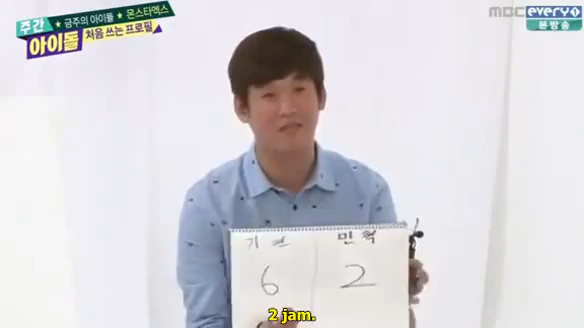 주간
아이돌
★ 금주의 아이돌 ★ 몬스타엑스
처음 쓰는 프로필
MBC every1
본방송
기현 민혁
6 2
2 jam.